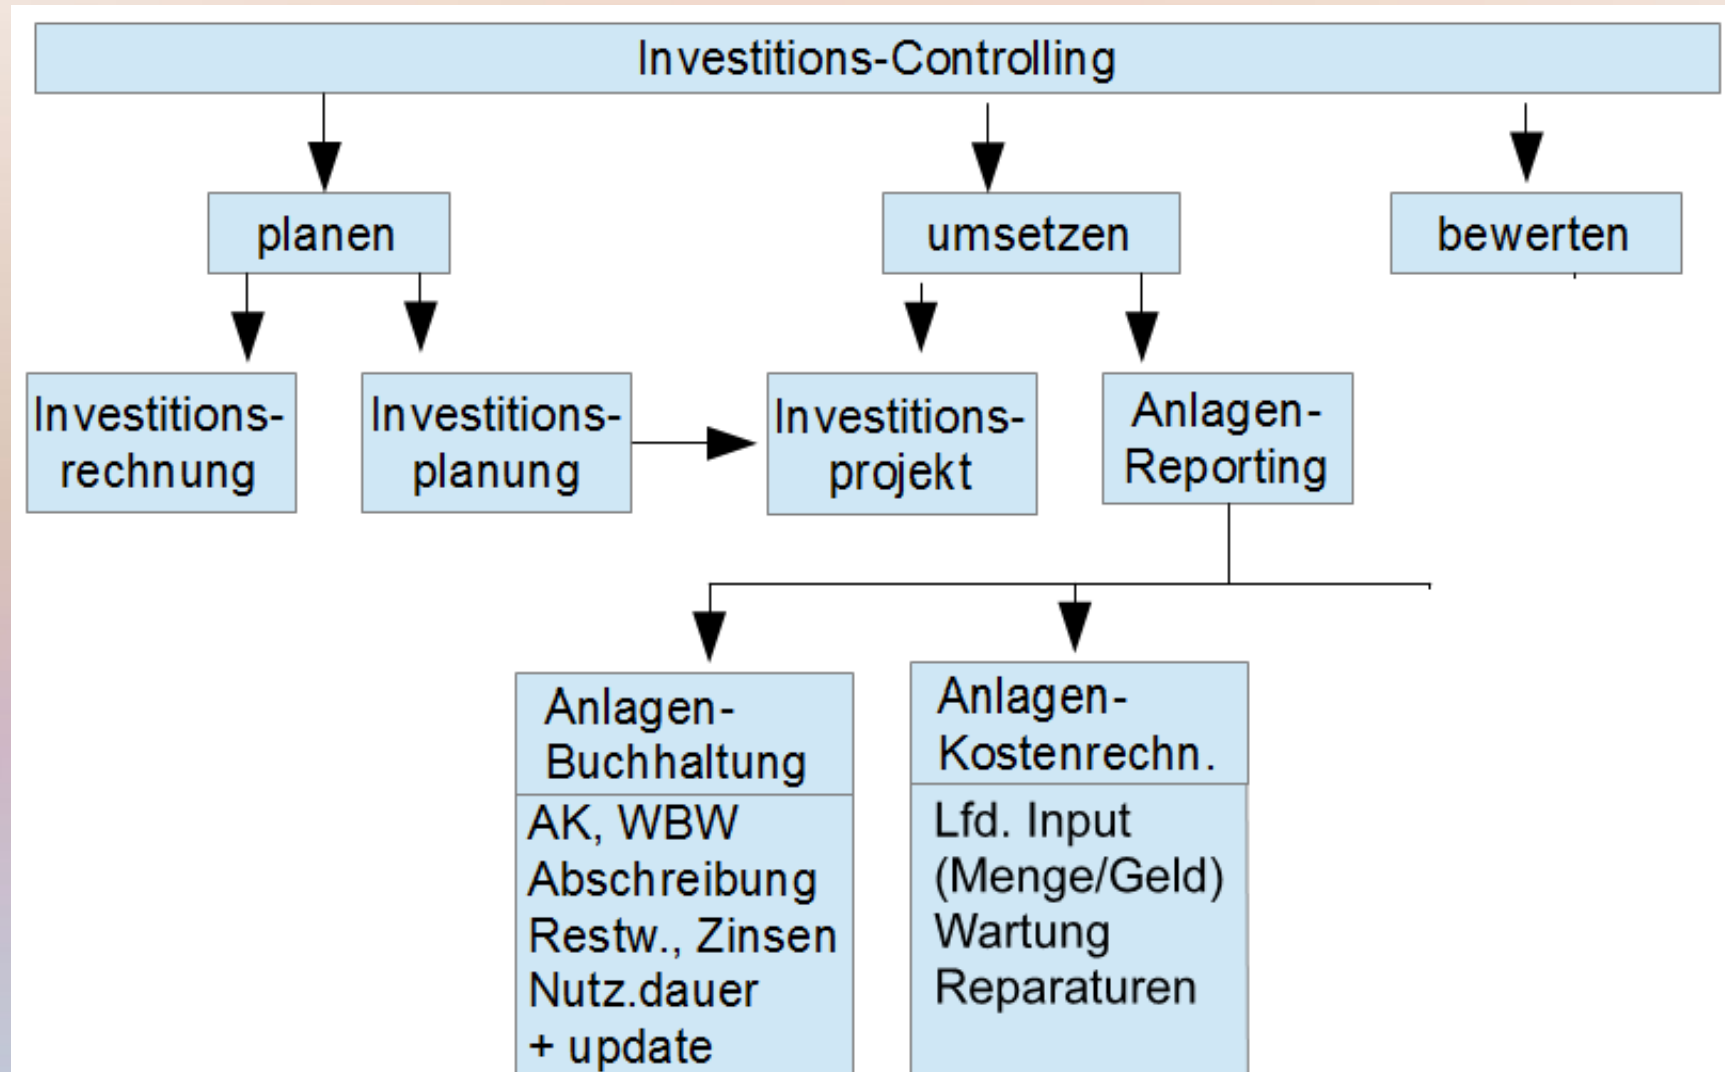 Investitions-Controlling
planen
umsetzen
bewerten
Investitions-
rechnung
Investitions-
planung
Investitions-
projekt
Anlagen-
Reporting
Anlagen-
Buchhaltung
AK, WBW
Abschreibung
Restw., Zinsen
Nutz.dauer
+ update
Anlagen-
Kostenrechn.
Lfd. Input
(Menge/Geld)
Wartung
Reparaturen